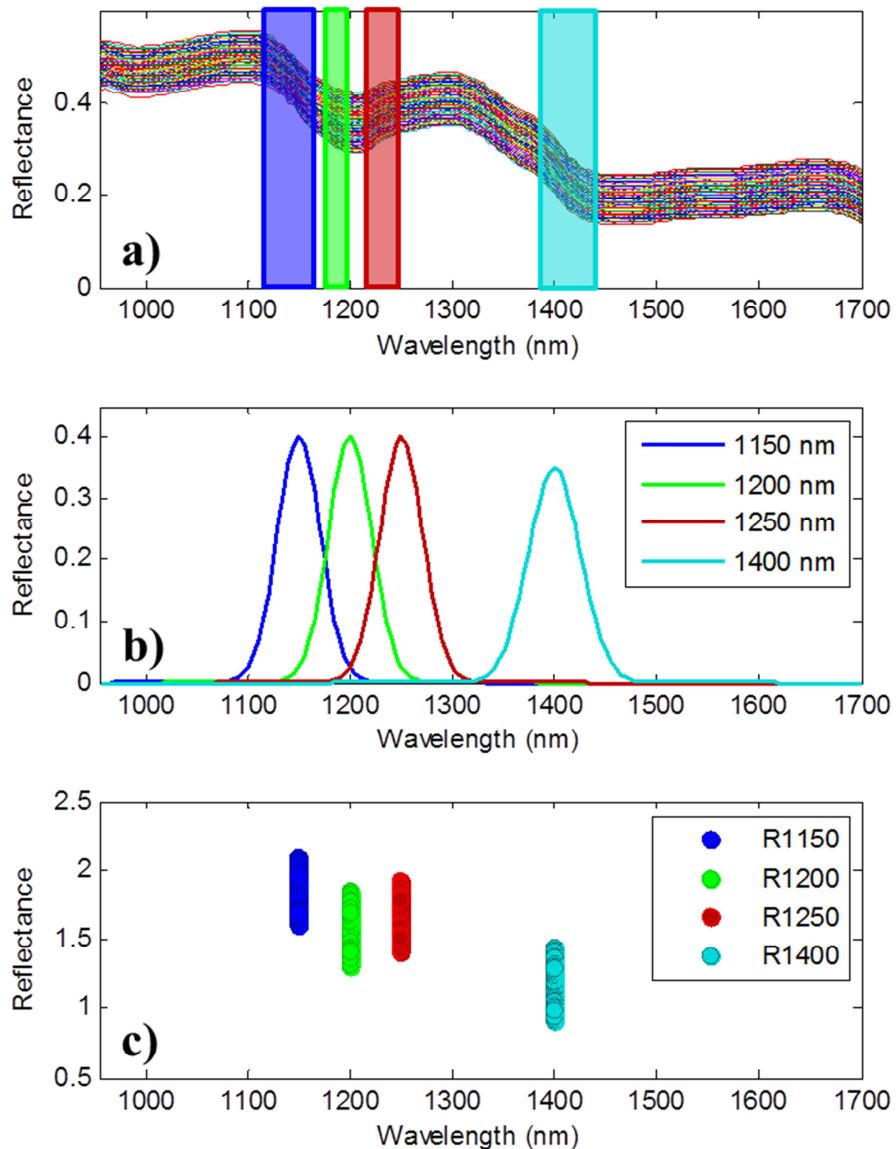 Reflectance
0.4
0.2
0
a)
1000 1100 1200 1300 1400 1500 1600 1700
Wavelength (nm)
Reflectance
0.4
0.3
0.2
0.1
0
b)
1150 nm
1200 nm
1250 nm
1400 nm
1000 1100 1200 1300 1400 1500 1600 1700
Wavelength (nm)
Reflectance
2.5
2
1.5
1
0.5
c)
R1150
R1200
R1250
R1400
1000 1100 1200 1300 1400 1500 1600 1700
Wavelength (nm)